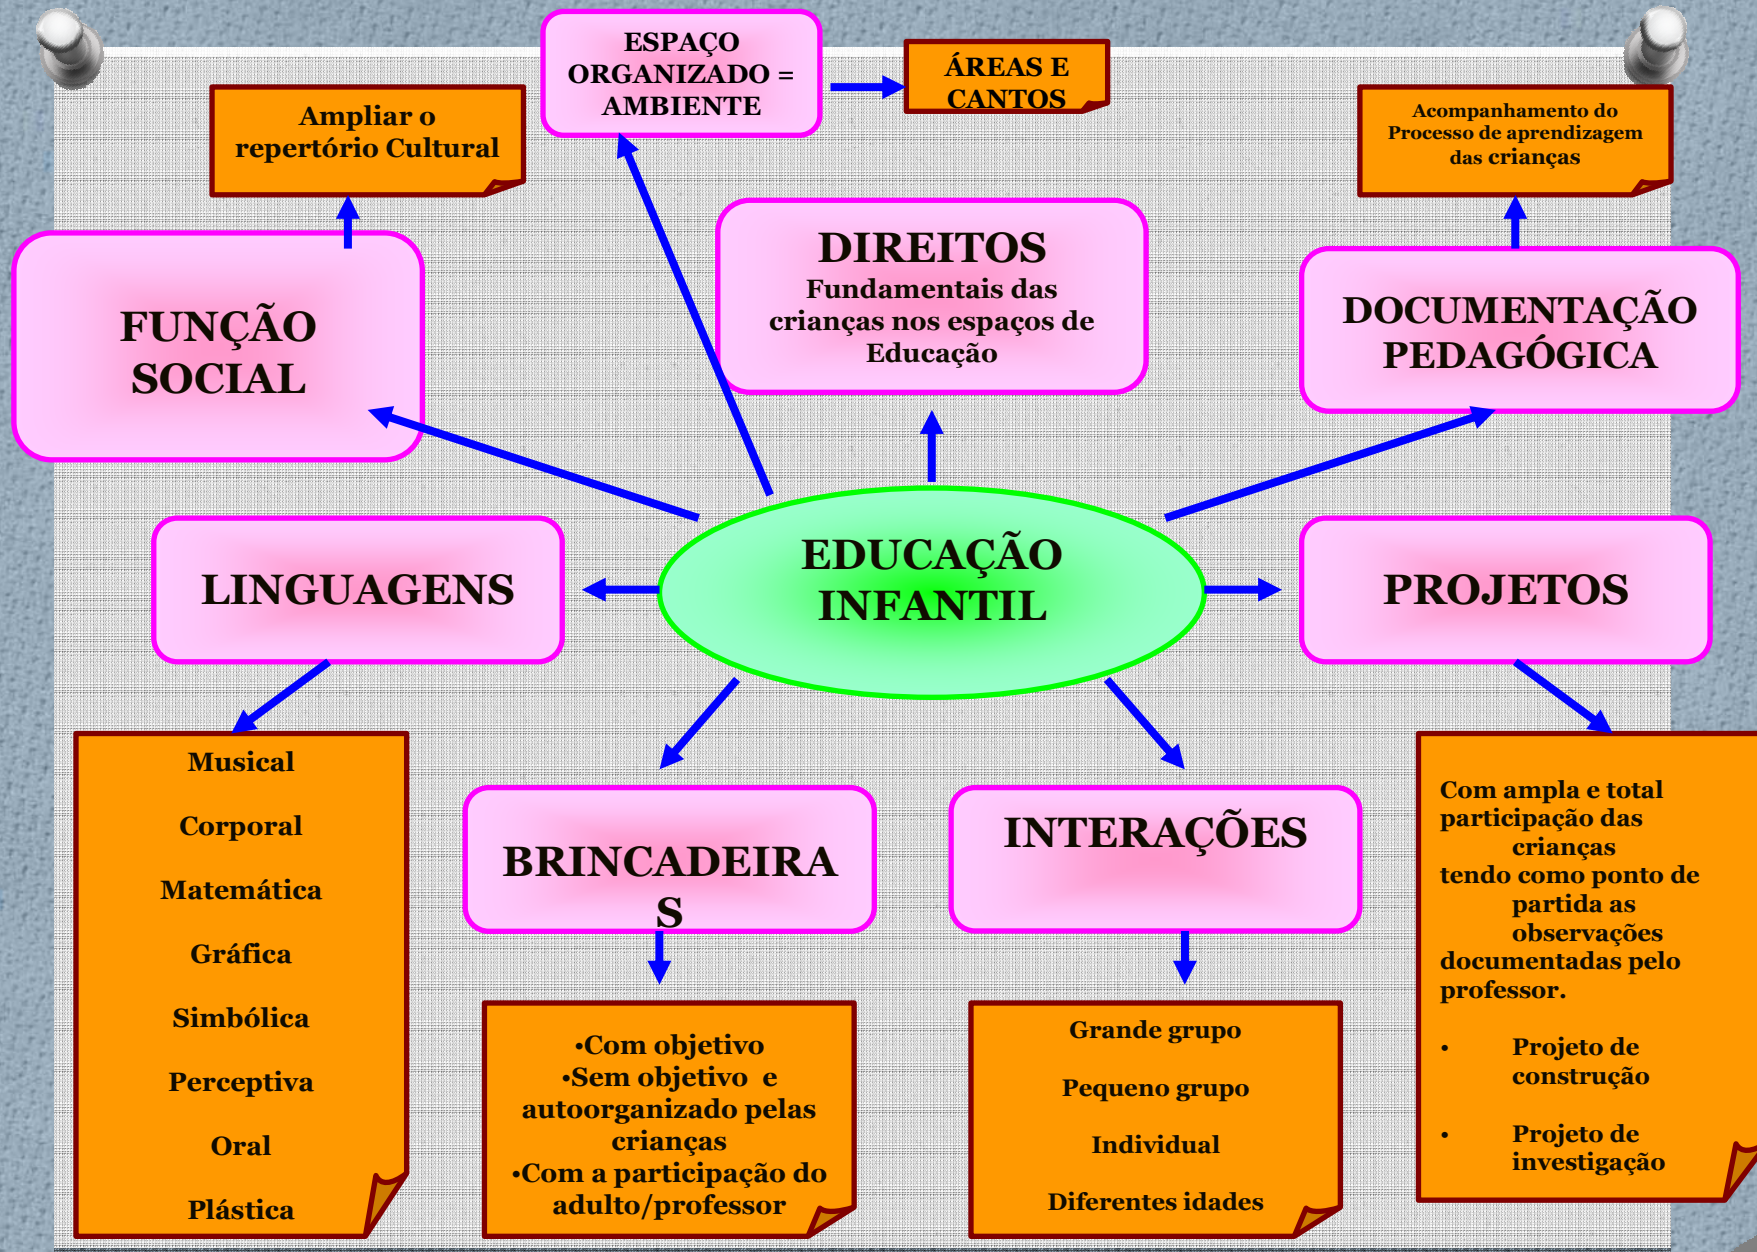 ESPAÇO
ORGANIZADO =
AMBIENTE
ÁREAS E
CANTOS
Ampliar o
repertório Cultural
Acompanhamento do
Processo de aprendizagem
das crianças
FUNÇÃO
SOCIAL
DIREITOS
Fundamentais das
crianças nos espaços de
Educação
DOCUMENTAÇÃO
PEDAGÓGICA
LINGUAGENS
EDUCAÇÃO
INFANTIL
PROJETOS
Musical
Corporal
Matemática
Gráfica
Simbólica
Perceptiva
Oral
Plástica
BRINCADEIRA
S
•Com objetivo
•Sem objetivo e
autoorganizado pelas
crianças
•Com a participação do
adulto/professor
INTERAÇÕES
Grande grupo
Pequeno grupo
Individual
Diferentes idades
Com ampla e total
participação das
crianças
tendo como ponto de
partida as
observações
documentadas pelo
professor.
• Projeto de
construção
• Projeto de
investigação